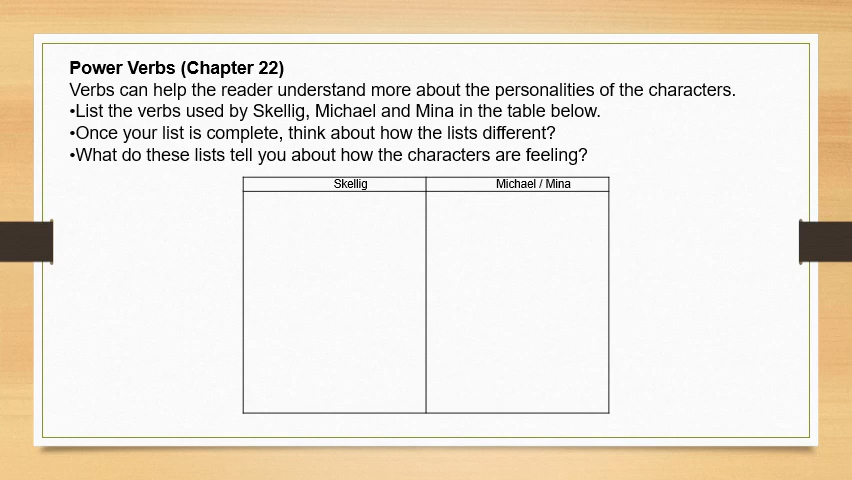 Power Verbs (Chapter 22)
Verbs can help the reader understand more about the personalities of the characters.
•List the verbs used by Skellig, Michael and Mina in the table below.
•Once your list is complete, think about how the lists different?
•What do these lists tell you about how the characters are feeling?
Skellig Michael / Mina